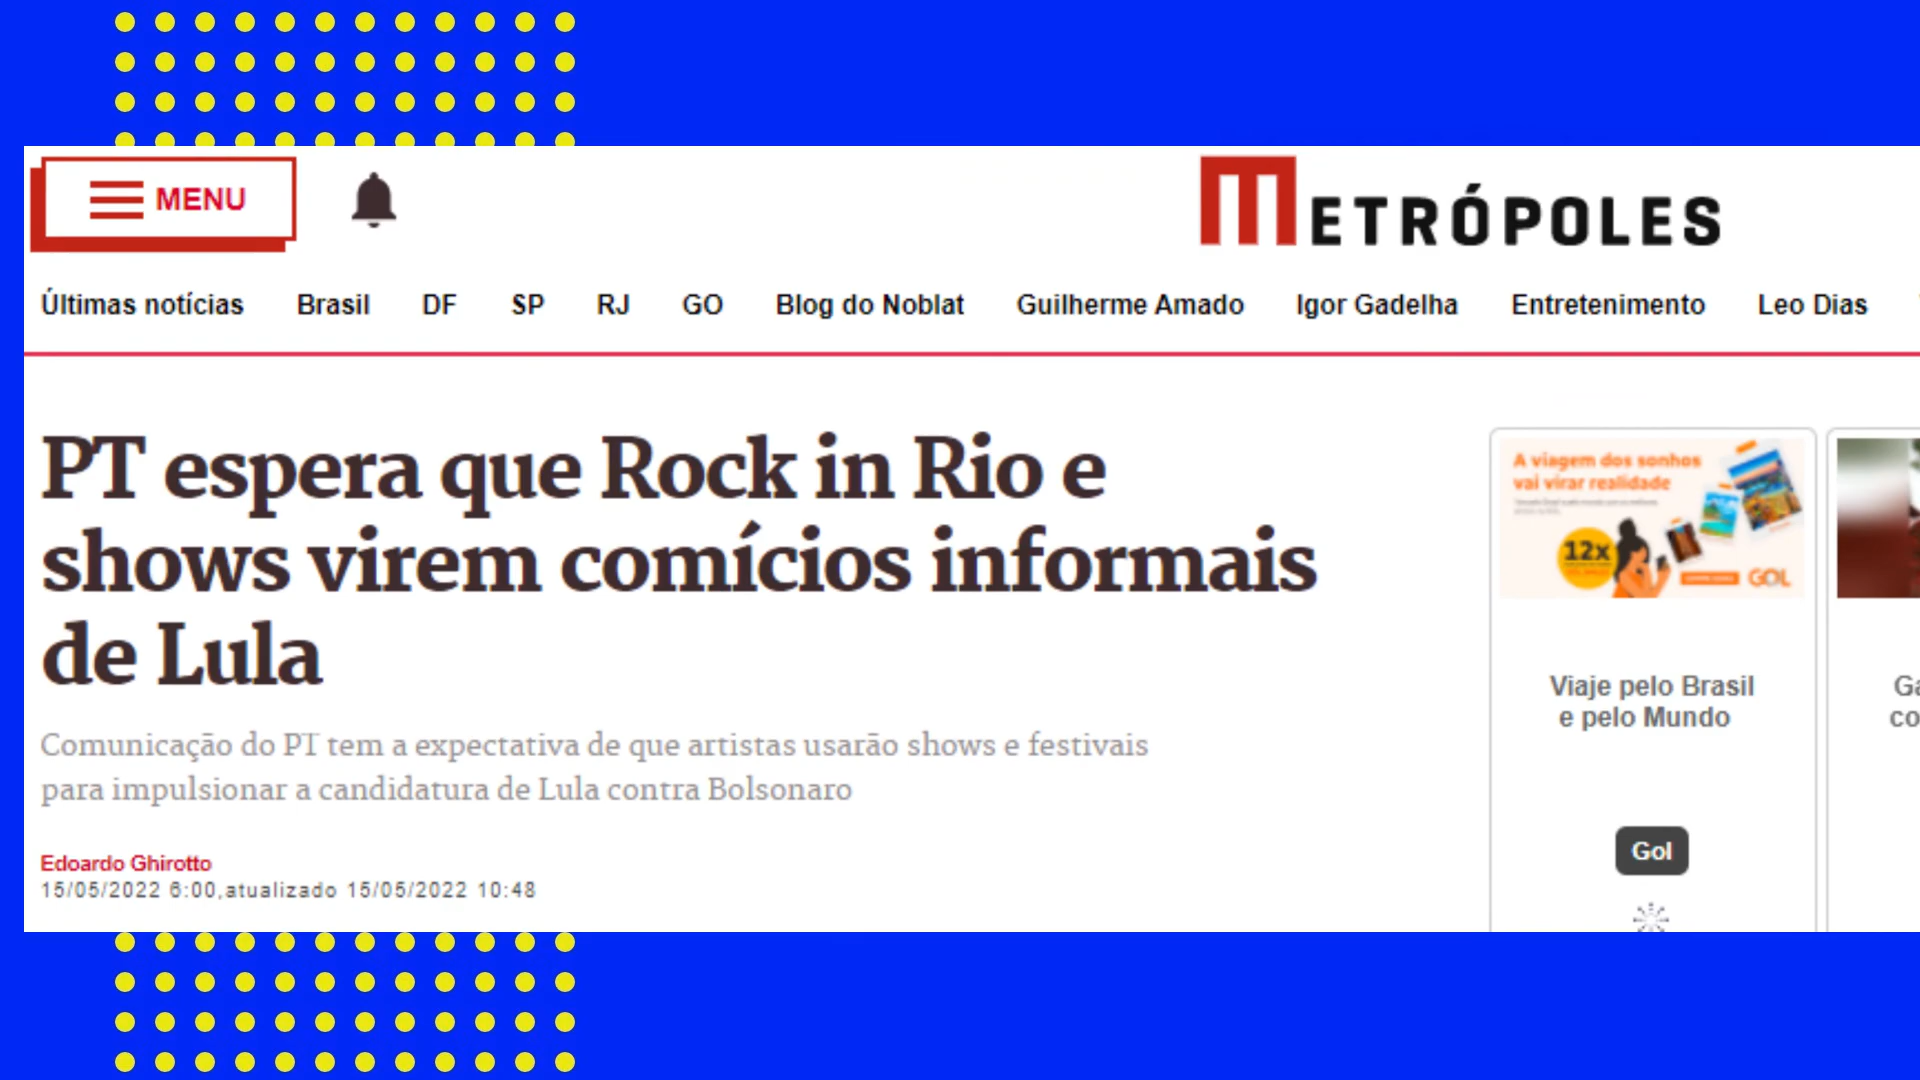 MENU
METRÓPOLES
Últimas notícias Brasil DF SP RJ GO Blog do Noblat Guilherme Amado Igor Gadelha Entretenimento Leo Dias
PT espera que Rock in Rio e
shows virem comícios informais
de Lula
Comunicação do PT tem a expectativa de que artistas usarão shows e festivais
para impulsionar a candidatura de Lula contra Bolsonaro
Edoardo Ghirotto
15/05/2022 6:00,atualizado 15/05/2022 10:48
A viagem dos sonhos
vai virar realidade
12x
GOL
Viaje pelo Brasil
e pelo Mundo
Gol